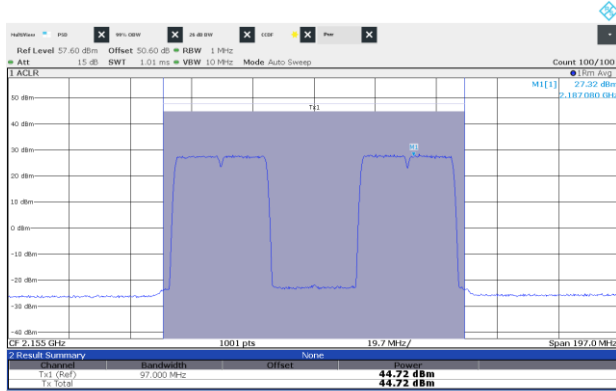 MultiView PSD X 99% OBW X 26 dB BW X CCDF X Pwr X
Ref Level 57.60 dBm Offset 50.60 dB RBW 1 MHz
Att 15 dB SWT 1.01 ms VBW 10 MHz Mode Auto Sweep Count 100/100
1 ACLR 1Rm Avg
M1[1] 27.32 dBm
2.187.080 GHz
50 dBm
Tx1
40 dBm
30 dBm
M1
20 dBm
10 dBm
0 dBm
-10 dBm
-20 dBm
-30 dBm
-40 dBm
CF 2.155 GHz 1001 pts 19.7 MHz/ Span 197.0 MHz
2 Result Summary None
Channel Bandwidth Offset Power
Tx1 (Ref) 97.000 MHz 44.72 dBm
Tx Total 44.72 dBm